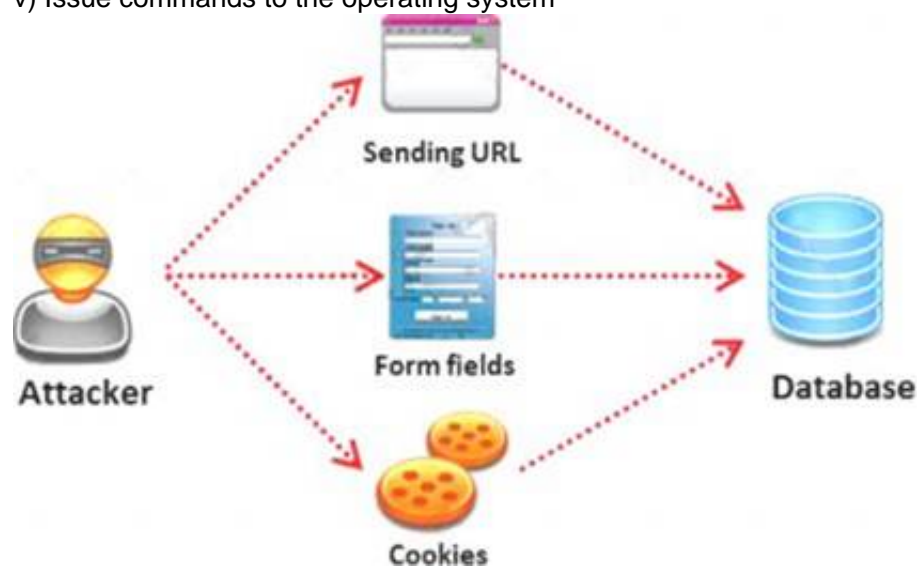 v) Issue commands to the operating system
Sending URL
Form fields
Attacker
Database
Cookies